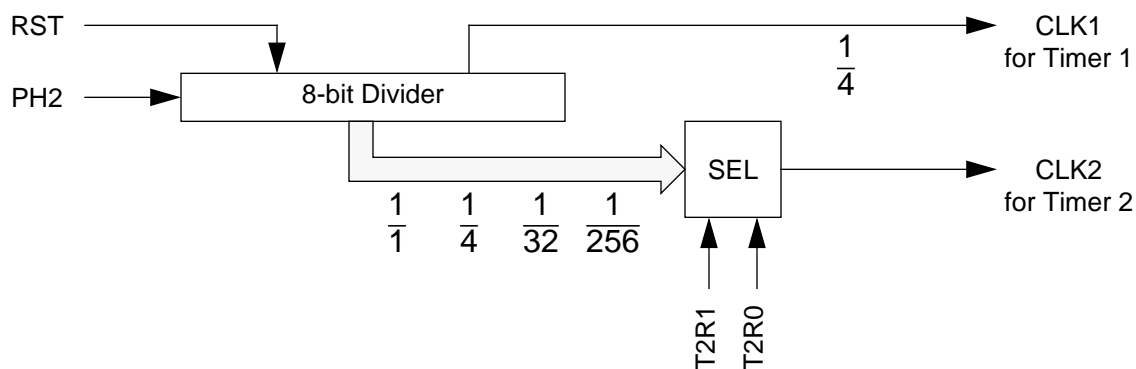 RST
CLK1
for Timer 1
1
4
PH2
8-bit Divider
SEL
CLK2
for Timer 2
1
1
1
4
1
32
1
256
T2R1
T2R0